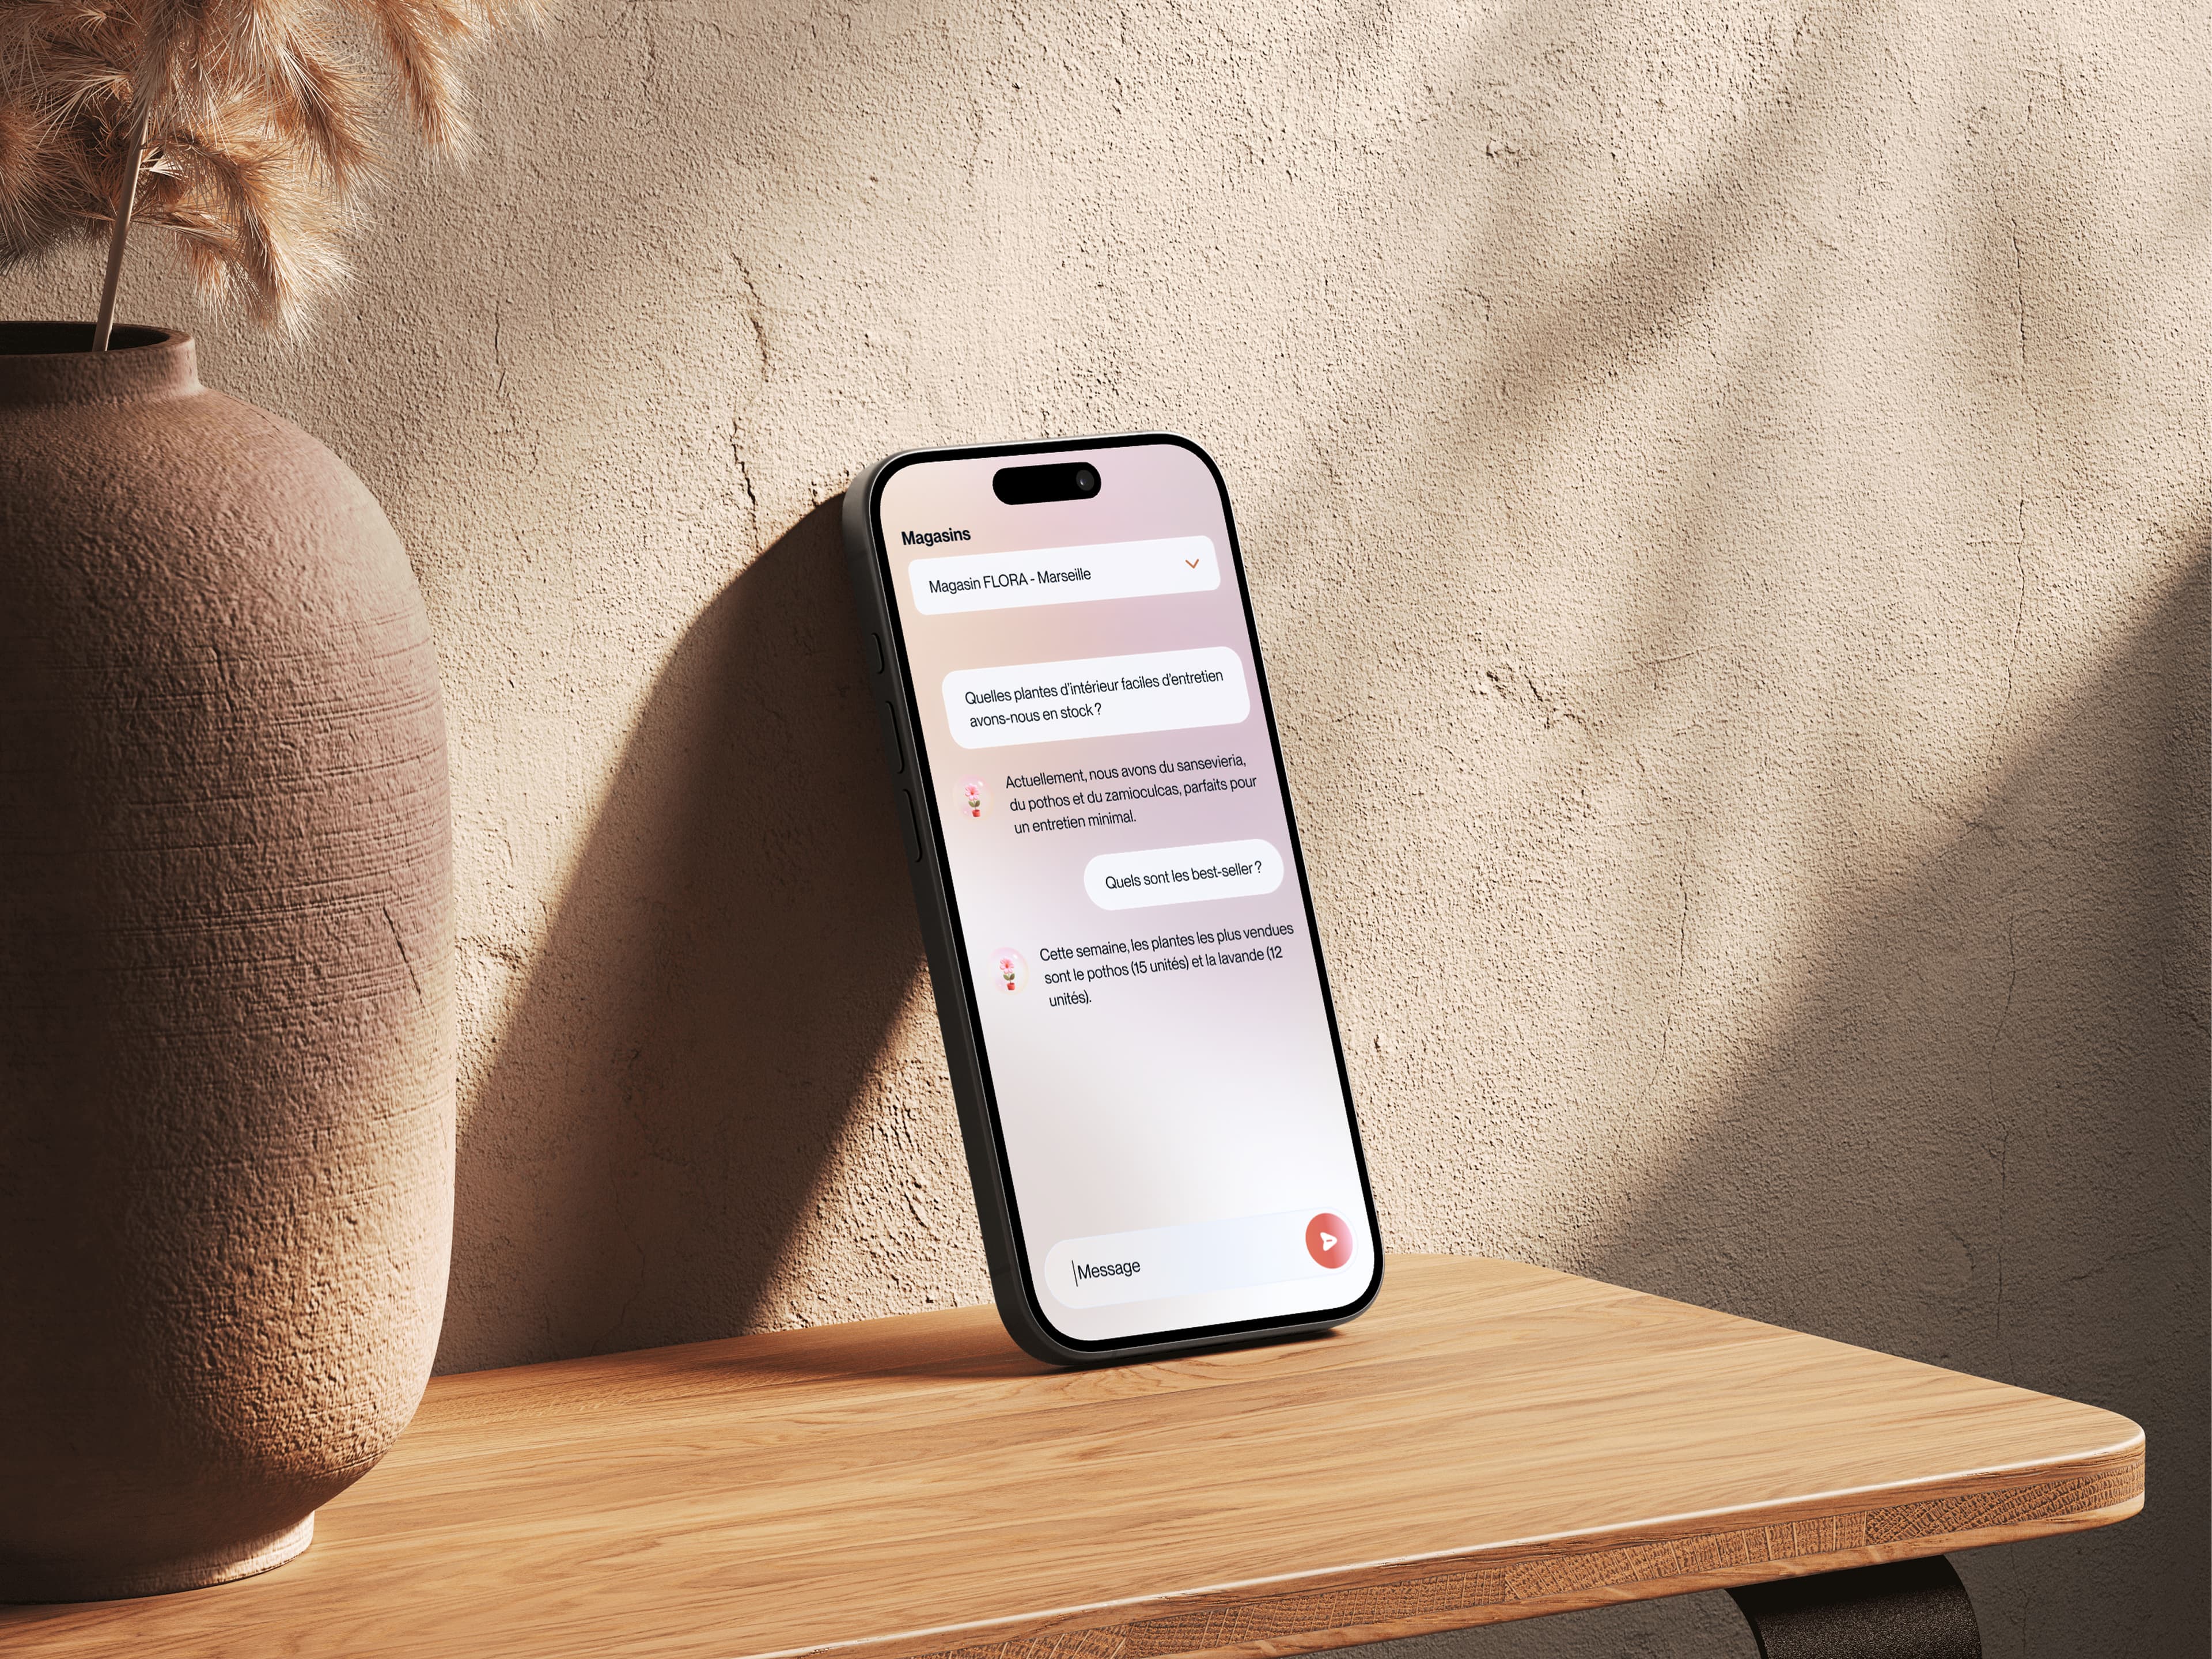 Magasins
Magasin FLORA - Marseille
Quelles plantes d'intérieur faciles d'entretien
avons-nous en stock ?
Actuellement, nous avons du sansevieria,
du pothos et du zamioculcas, parfaits pour
un entretien minimal.
Quels sont les best-seller ?
Cette semaine, les plantes les plus vendues
sont le pothos (15 unités) et la lavande (12
unités).
Message